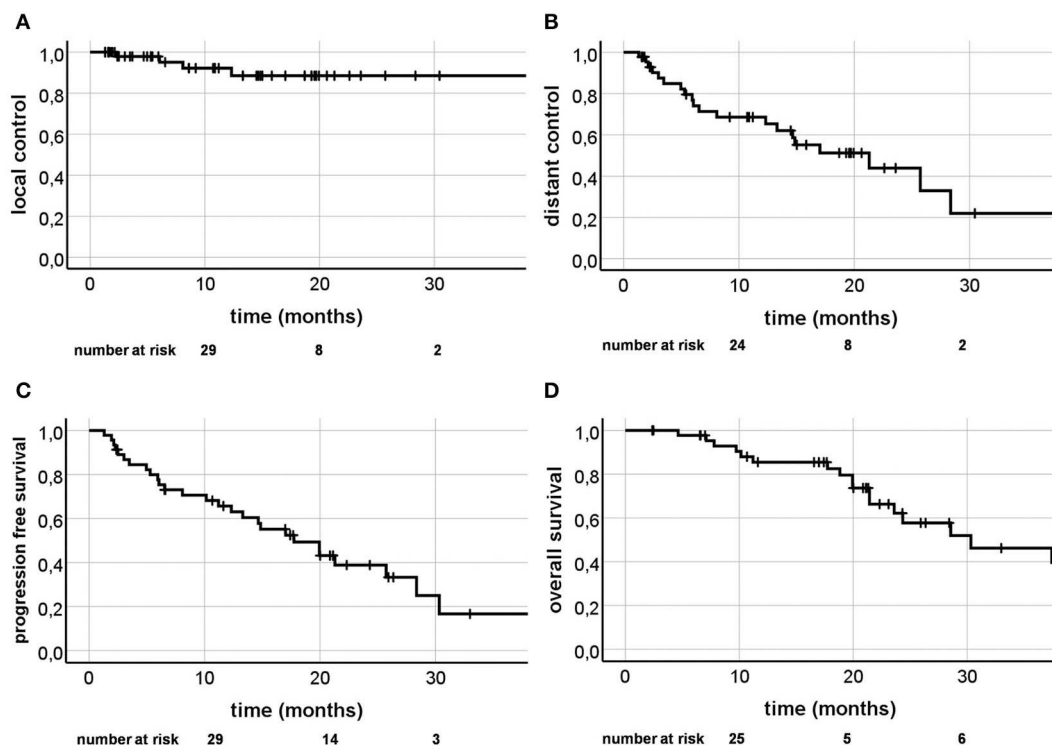 A
local control
1,0
0,8
0,6
0,4
0,2
0,0
0 10 20 30
time (months)
number at risk 29 8 2
B
distant control
1,0
0,8
0,6
0,4
0,2
0,0
0 10 20 30
time (months)
number at risk 24 8 2
C
progression free survival
1,0
0,8
0,6
0,4
0,2
0,0
0 10 20 30
time (months)
number at risk 29 14 3
D
overall survival
1,0
0,8
0,6
0,4
0,2
0,0
0 10 20 30
time (months)
number at risk 25 5 6